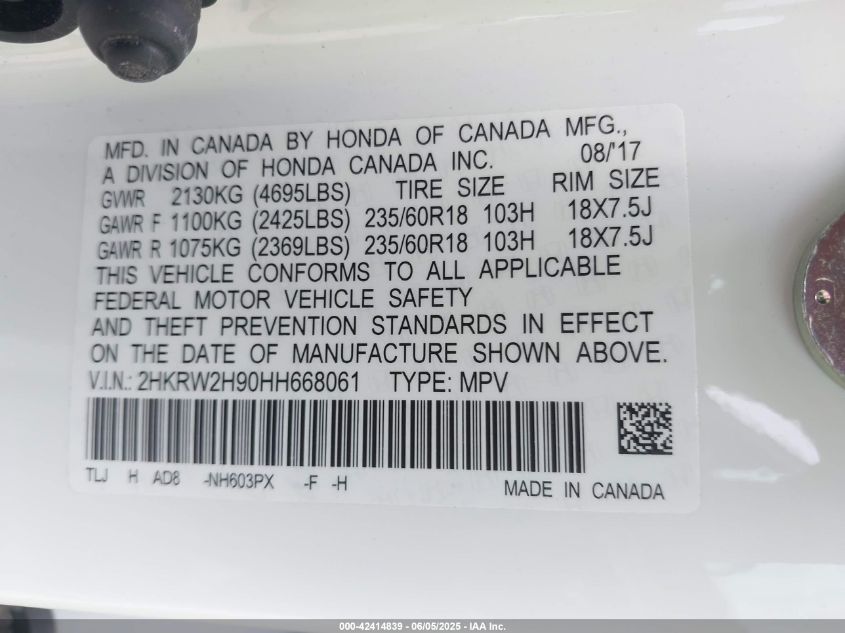 MFD. IN CANADA BY HONDA OF CANADA MFG.,
A DIVISION OF HONDA CANADA INC. 08/'17
GVWR 2130KG (4695LBS) TIRE SIZE RIM SIZE
GAWR F 1100KG (2425LBS) 235/60R18 103H 18X7.5J
GAWR R 1075KG (2369LBS) 235/60R18 103H 18X7.5J
THIS VEHICLE CONFORMS TO ALL APPLICABLE
FEDERAL MOTOR VEHICLE SAFETY
AND THEFT PREVENTION STANDARDS IN EFFECT
ON THE DATE OF MANUFACTURE SHOWN ABOVE.
V.I.N.: 2HKRW2H90HH668061 TYPE: MPV
TLJ H AD8 -NH603PX -F -H
MADE IN CANADA
000-42414839 - 06/05/2025 - IAA Inc.